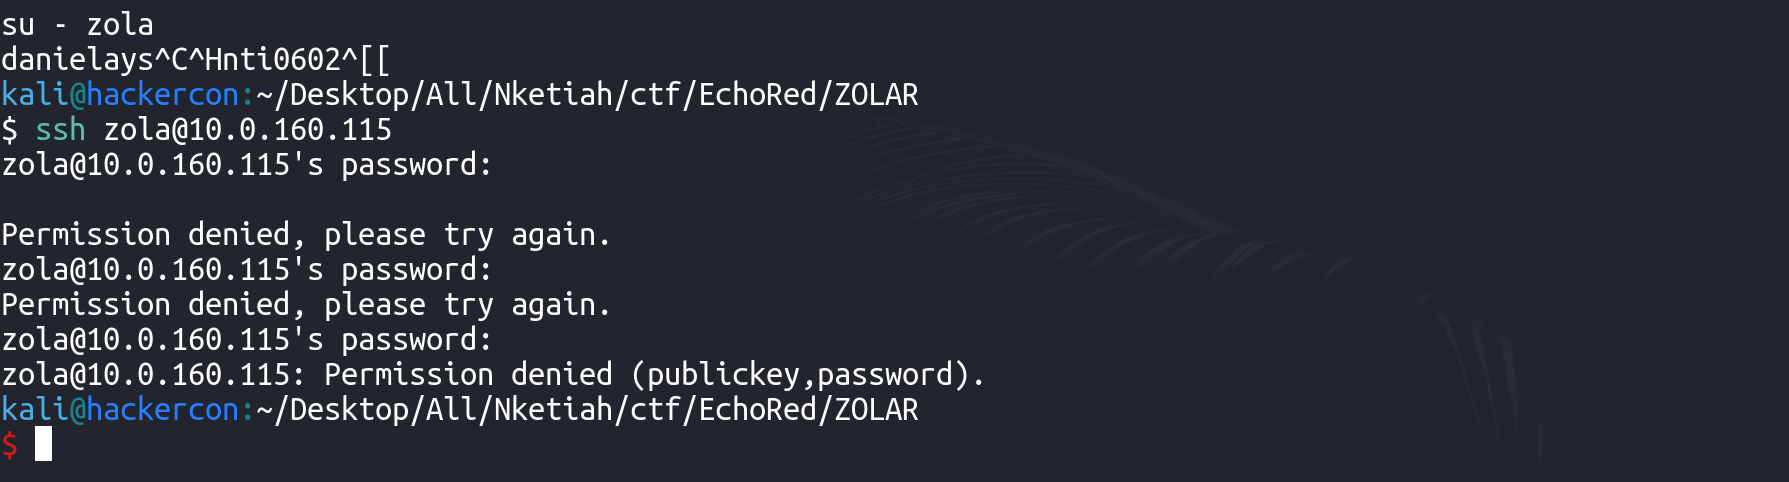 su - zola
danielays^C^Hnti0602^[[
kali@hackercon:~/Desktop/All/Nketiah/ctf/EchoRed/ZOLAR
$ ssh zola@10.0.160.115
zola@10.0.160.115's password:
Permission denied, please try again.
zola@10.0.160.115's password:
Permission denied, please try again.
zola@10.0.160.115's password:
zola@10.0.160.115: Permission denied (publickey,password).
kali@hackercon:~/Desktop/All/Nketiah/ctf/EchoRed/ZOLAR
$